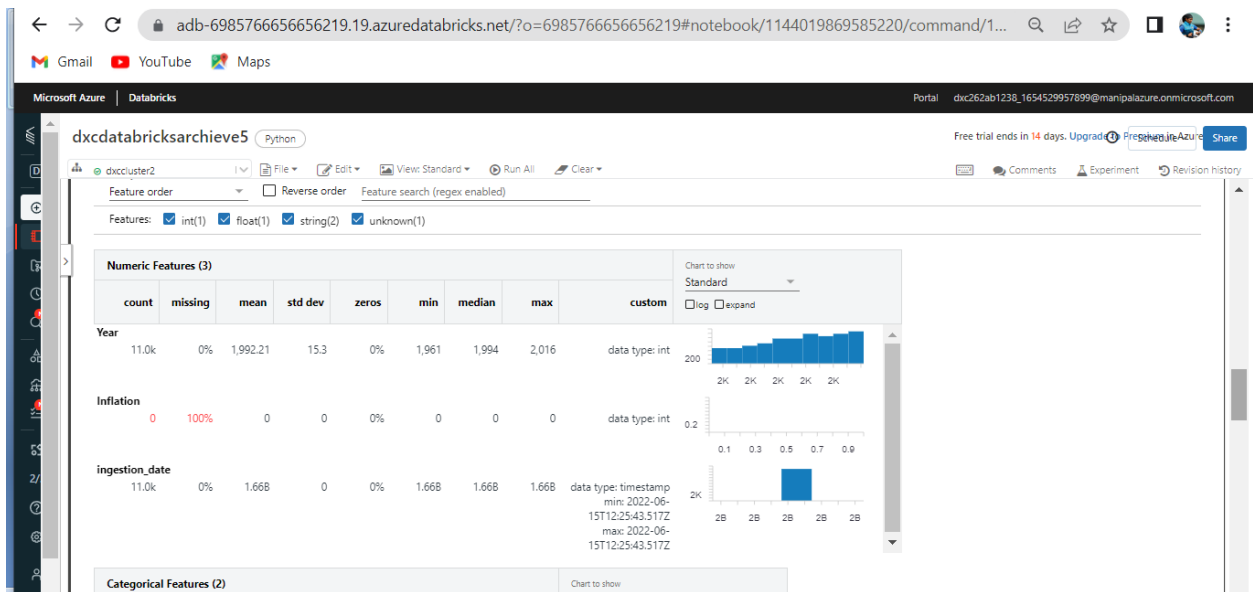 adb-6985766656656219.19.azuredatabricks.net/?o=6985766656656219#notebook/1144019869585220/command/1...
Gmail YouTube Maps
Microsoft Azure Databricks Portal dxc262ab1238_1654529957899@manipalazure.onmicrosoft.com
dxcdatabricksarchieve5 Python Free trial ends in 14 days. Upgrade to Premium in Azure Schedule Share
dxccluster2 File Edit View: Standard Run All Clear Comments Experiment Revision history
Feature order Reverse order Feature search (regex enabled)
Features: int(1) float(1) string(2) unknown(1)
Numeric Features (3) Chart to show
Standard
count missing mean std dev zeros min median max custom log expand
Year
11.0k 0% 1,992.21 15.3 0% 1,961 1,994 2,016 data type: int 200
2K 2K 2K 2K 2K
Inflation
0 100% 0 0 0% 0 0 0 data type: int 0.2
0.1 0.3 0.5 0.7 0.9
ingestion_date
11.0k 0% 1.66B 0 0% 1.66B 1.66B 1.66B data type: timestamp 2K
min: 2022-06-
15T12:25:43.517Z 2B 2B 2B 2B 2B
max: 2022-06-
15T12:25:43.517Z
Categorical Features (2) Chart to show